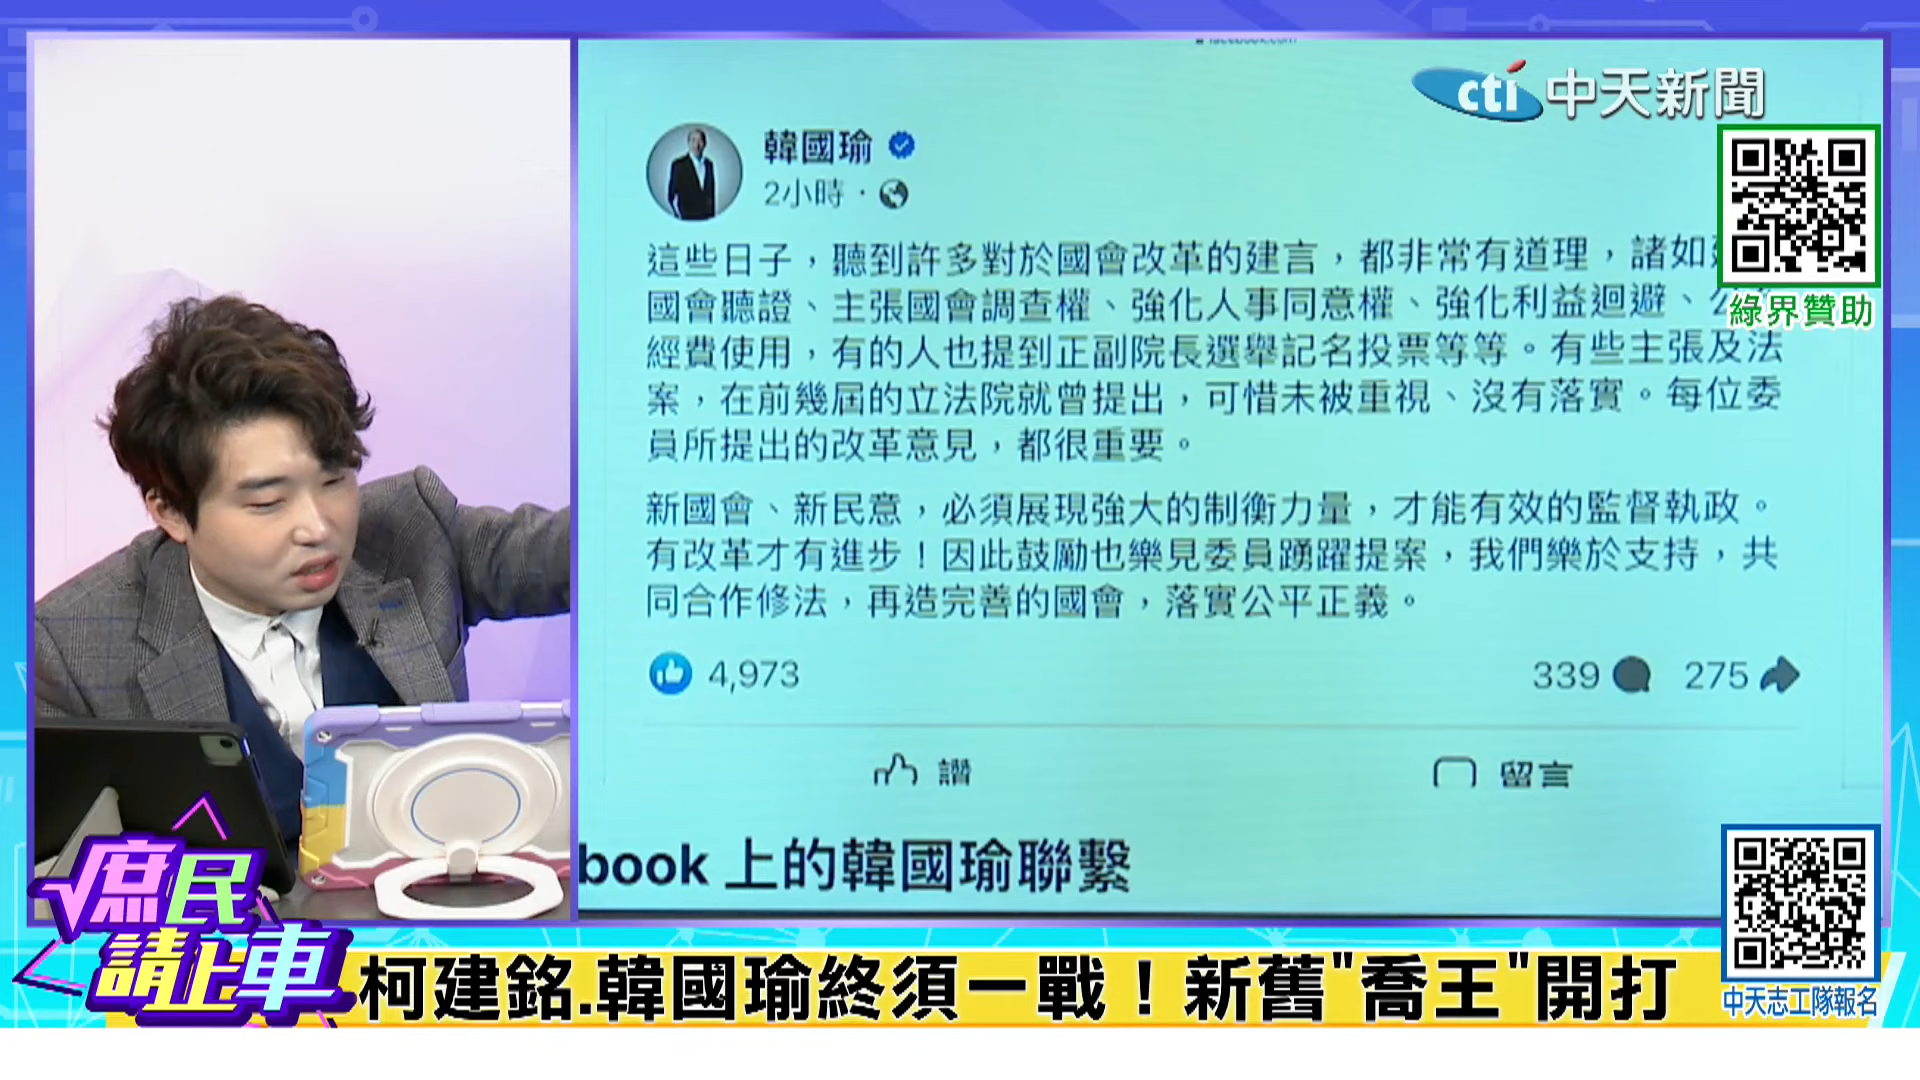 cti 中天新聞
韓國瑜
2小時 ·
這些日子，聽到許多對於國會改革的建言，都非常有道理，諸如
國會聽證、主張國會調查權、強化人事同意權、強化利益迴避、公
經費使用，有的人也提到正副院長選舉記名投票等等。有些主張及法
案，在前幾屆的立法院就曾提出，可惜未被重視、沒有落實。每位委
員所提出的改革意見，都很重要。
新國會、新民意，必須展現強大的制衡力量，才能有效的監督執政。
有改革才有進步！因此鼓勵也樂見委員踴躍提案，我們樂於支持，共
同合作修法，再造完善的國會，落實公平正義。
4,973
339
275
讚
留言
book 上的韓國瑜聯繫
綠界贊助
庶民
請上車
柯建銘.韓國瑜終須一戰！新舊"喬王"開打
中天志工隊報名